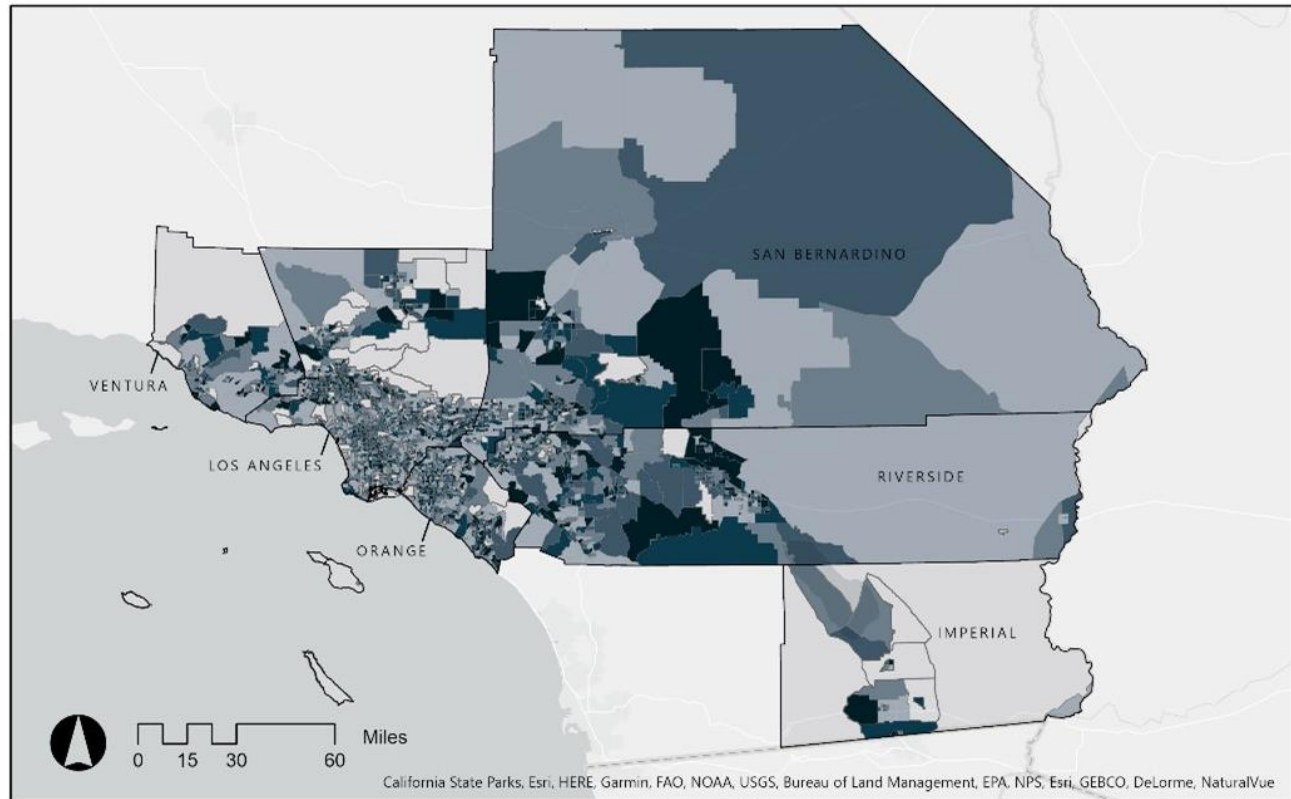 SAN BERNARDINO
VENTURA
LOS ANGELES
RIVERSIDE
ORANGE
IMPERIAL
Miles
0 15 30 60
California State Parks, Esri, HERE, Garmin, FAO, NOAA, USGS, Bureau of Land Management, EPA, NPS, Esri, GEBCO, DeLorme, NaturalVue